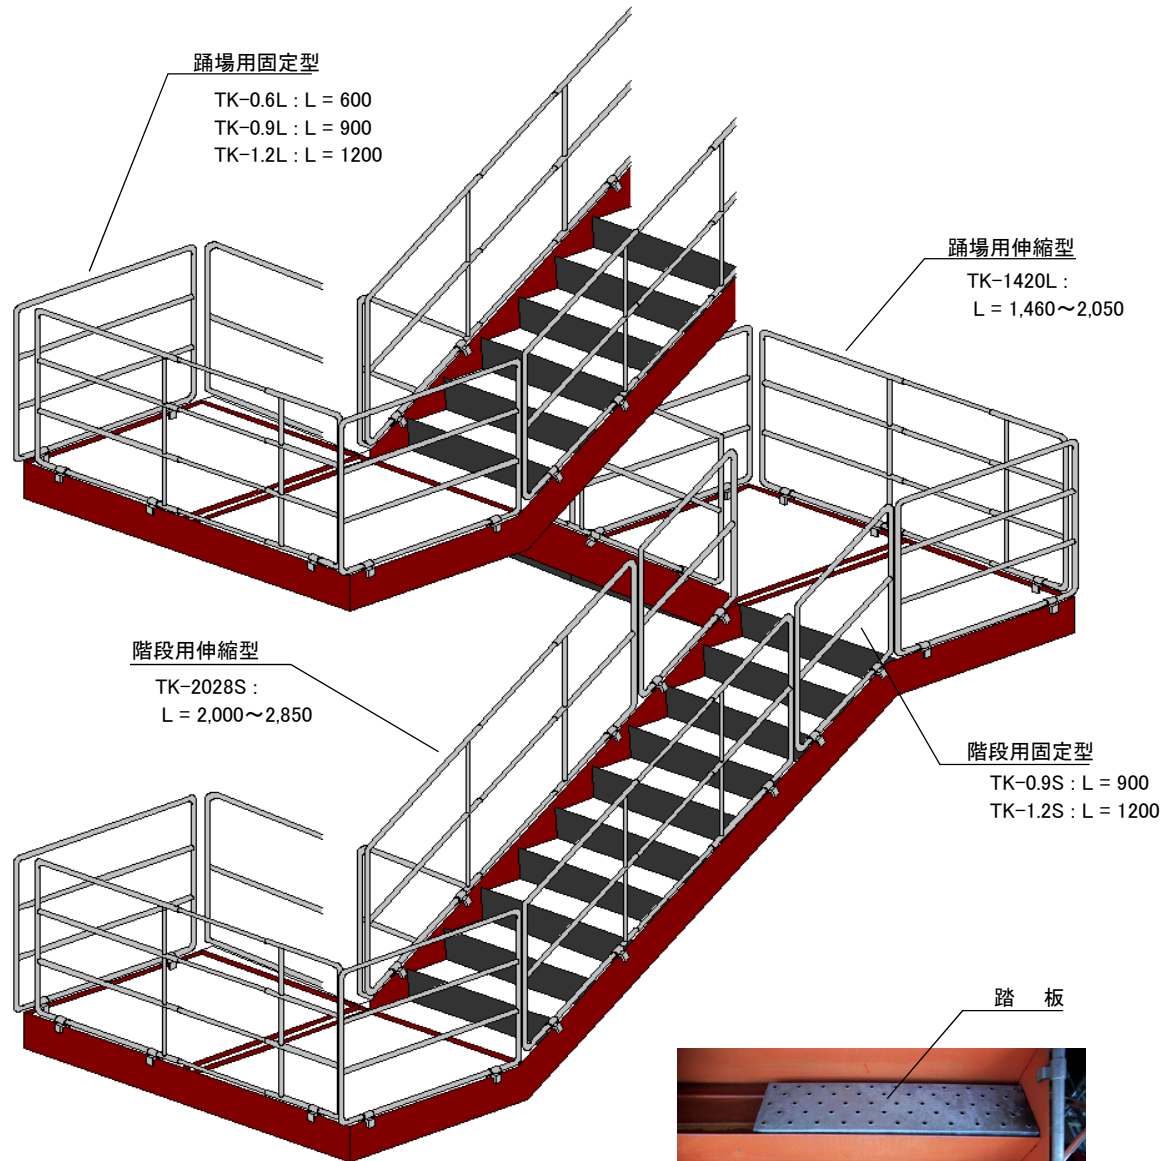 踊場用固定型
TK-0.6L : L = 600
TK-0.9L : L = 900
TK-1.2L : L = 1200
踊場用伸縮型
TK-1420L :
L = 1,460～2,050
階段用伸縮型
TK-2028S :
L = 2,000～2,850
階段用固定型
TK-0.9S : L = 900
TK-1.2S : L = 1200
踏　板